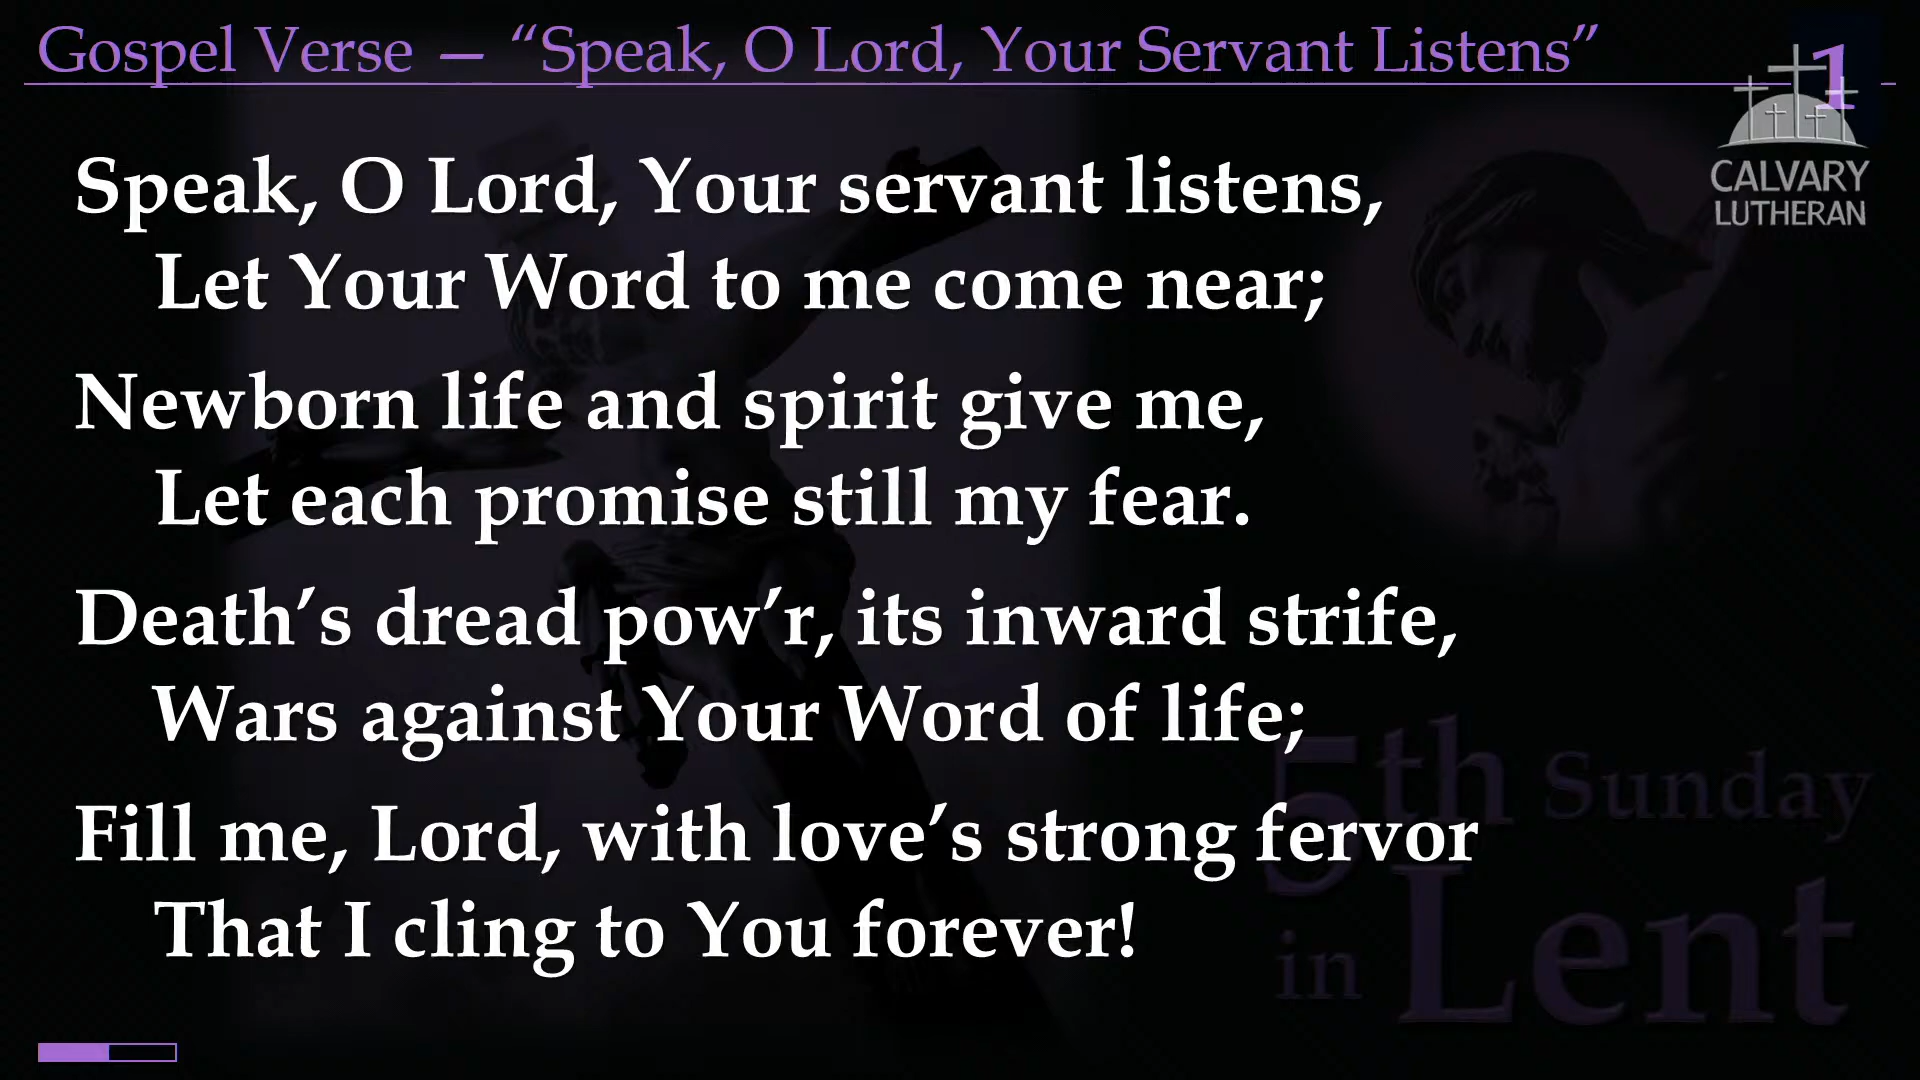 Gospel Verse — “Speak, O Lord, Your Servant Listens”
1
CALVARY
LUTHERAN
Speak, O Lord, Your servant listens,
Let Your Word to me come near;
Newborn life and spirit give me,
Let each promise still my fear.
Death’s dread pow’r, its inward strife,
Wars against Your Word of life;
Fill me, Lord, with love’s strong fervor
That I cling to You forever!
5th Sunday
in Lent